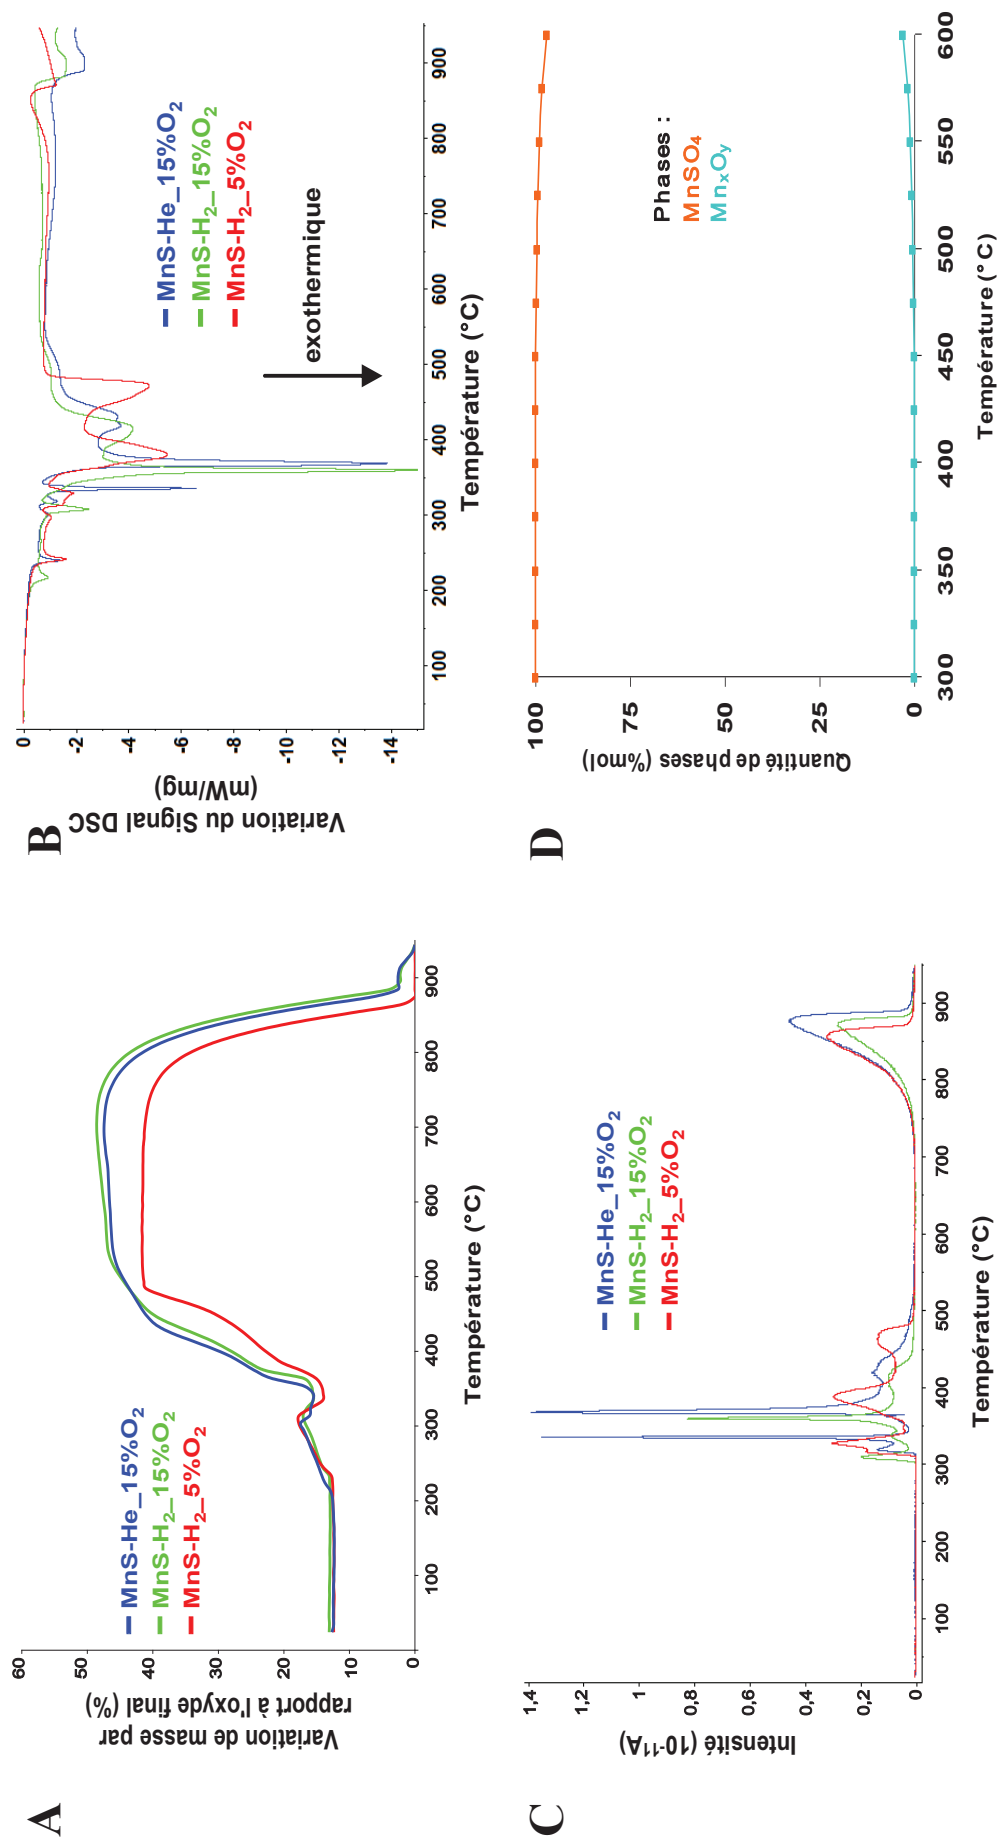 A
60
50
40
30
20
10
0
Variation de masse par
rapport à l'oxyde final (%)
MnS-He_15%O2
MnS-H2_15%O2
MnS-H2_5%O2
100
200
300
400
500
600
700
800
900
Température (°C)
B
0
-2
-4
-6
-8
-10
-12
-14
Variation du Signal DSC
(mW/mg)
MnS-He_15%O2
MnS-H2_15%O2
MnS-H2_5%O2
exothermique
100
200
300
400
500
600
700
800
900
Température (°C)
C
1,4
1,2
1
0,8
0,6
0,4
0,2
0
Intensité (10-11A)
MnS-He_15%O2
MnS-H2_15%O2
MnS-H2_5%O2
100
200
300
400
500
600
700
800
900
Température (°C)
D
100
75
50
25
0
Quantité de phases (%mol)
Phases :
MnSO4
MnxOy
300
350
400
450
500
550
600
Température (°C)